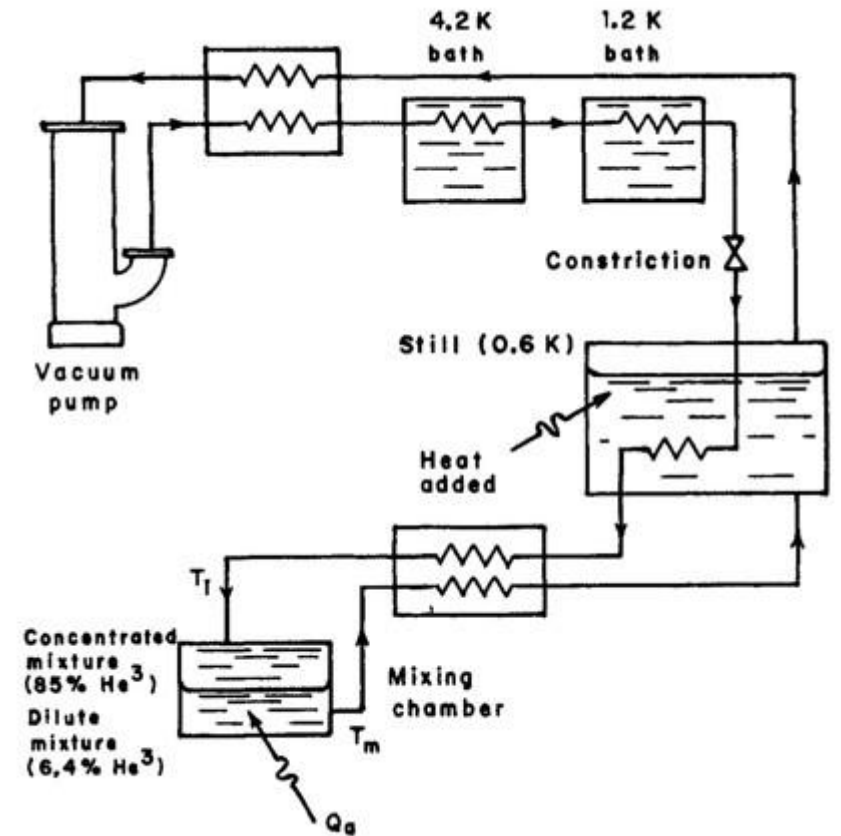 4.2 K
bath
1.2 K
bath
Constriction
Still (0.6 K)
Vacuum
pump
Heat
added
T₁
Concentrated
mixture
(85% He³)
Dilute
mixture
(6,4% He³)
Mixing
chamber
Tₘ
Qₐ